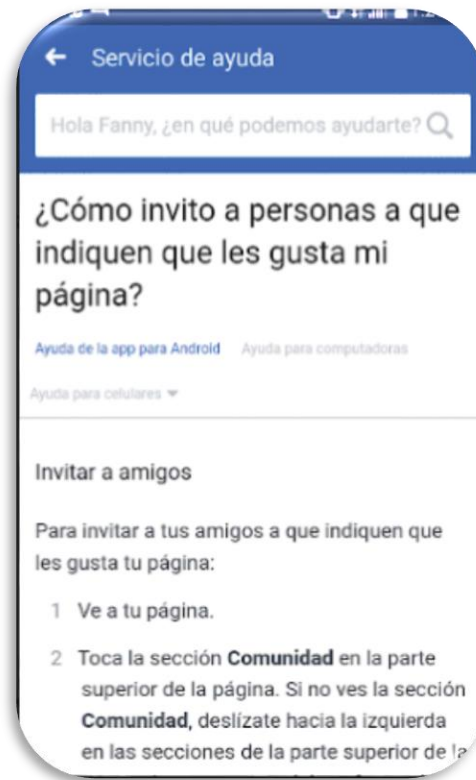 Servicio de ayuda
Hola Fanny, ¿en qué podemos ayudarte?
¿Cómo invito a personas a que
indiquen que les gusta mi
página?
Ayuda de la app para Android Ayuda para computadoras
Ayuda para celulares
Invitar a amigos
Para invitar a tus amigos a que indiquen que
les gusta tu página:
1 Ve a tu página.
2 Toca la sección Comunidad en la parte
superior de la página. Si no ves la sección
Comunidad, deslízate hacia la izquierda
en las secciones de la parte superior de la